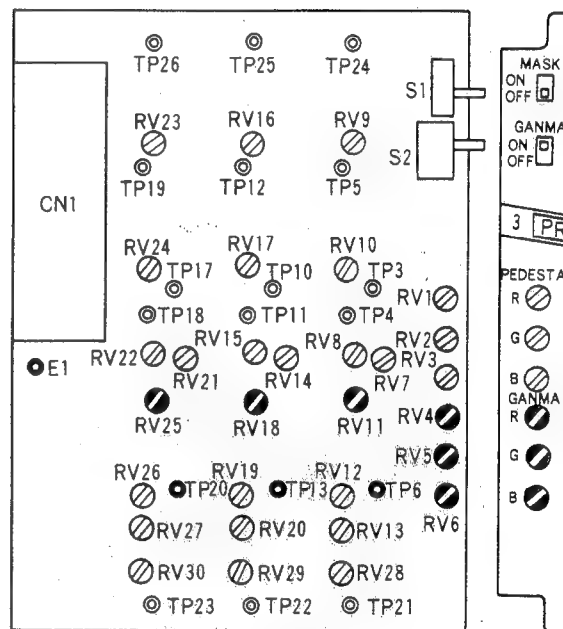 TP26 TP25 TP24
MASK
S1 ON
OFF
RV23 RV16 RV9
GANMA
S2 ON
OFF
TP19 TP12 TP5
CN1
3 PR
RV24 RV17 RV10
TP17 TP10 TP3
PEDESTA
RV1 R
TP18 TP11 TP4
RV2 G
RV22 RV15 RV8 RV3
E1
RV21 RV14 RV7 B
GANMA
RV25 RV18 RV11 RV4 R
RV5 G
RV26 RV19 RV12
TP20 TP13 TP6 B
RV6
RV27 RV20 RV13
RV30 RV29 RV28
TP23 TP22 TP21